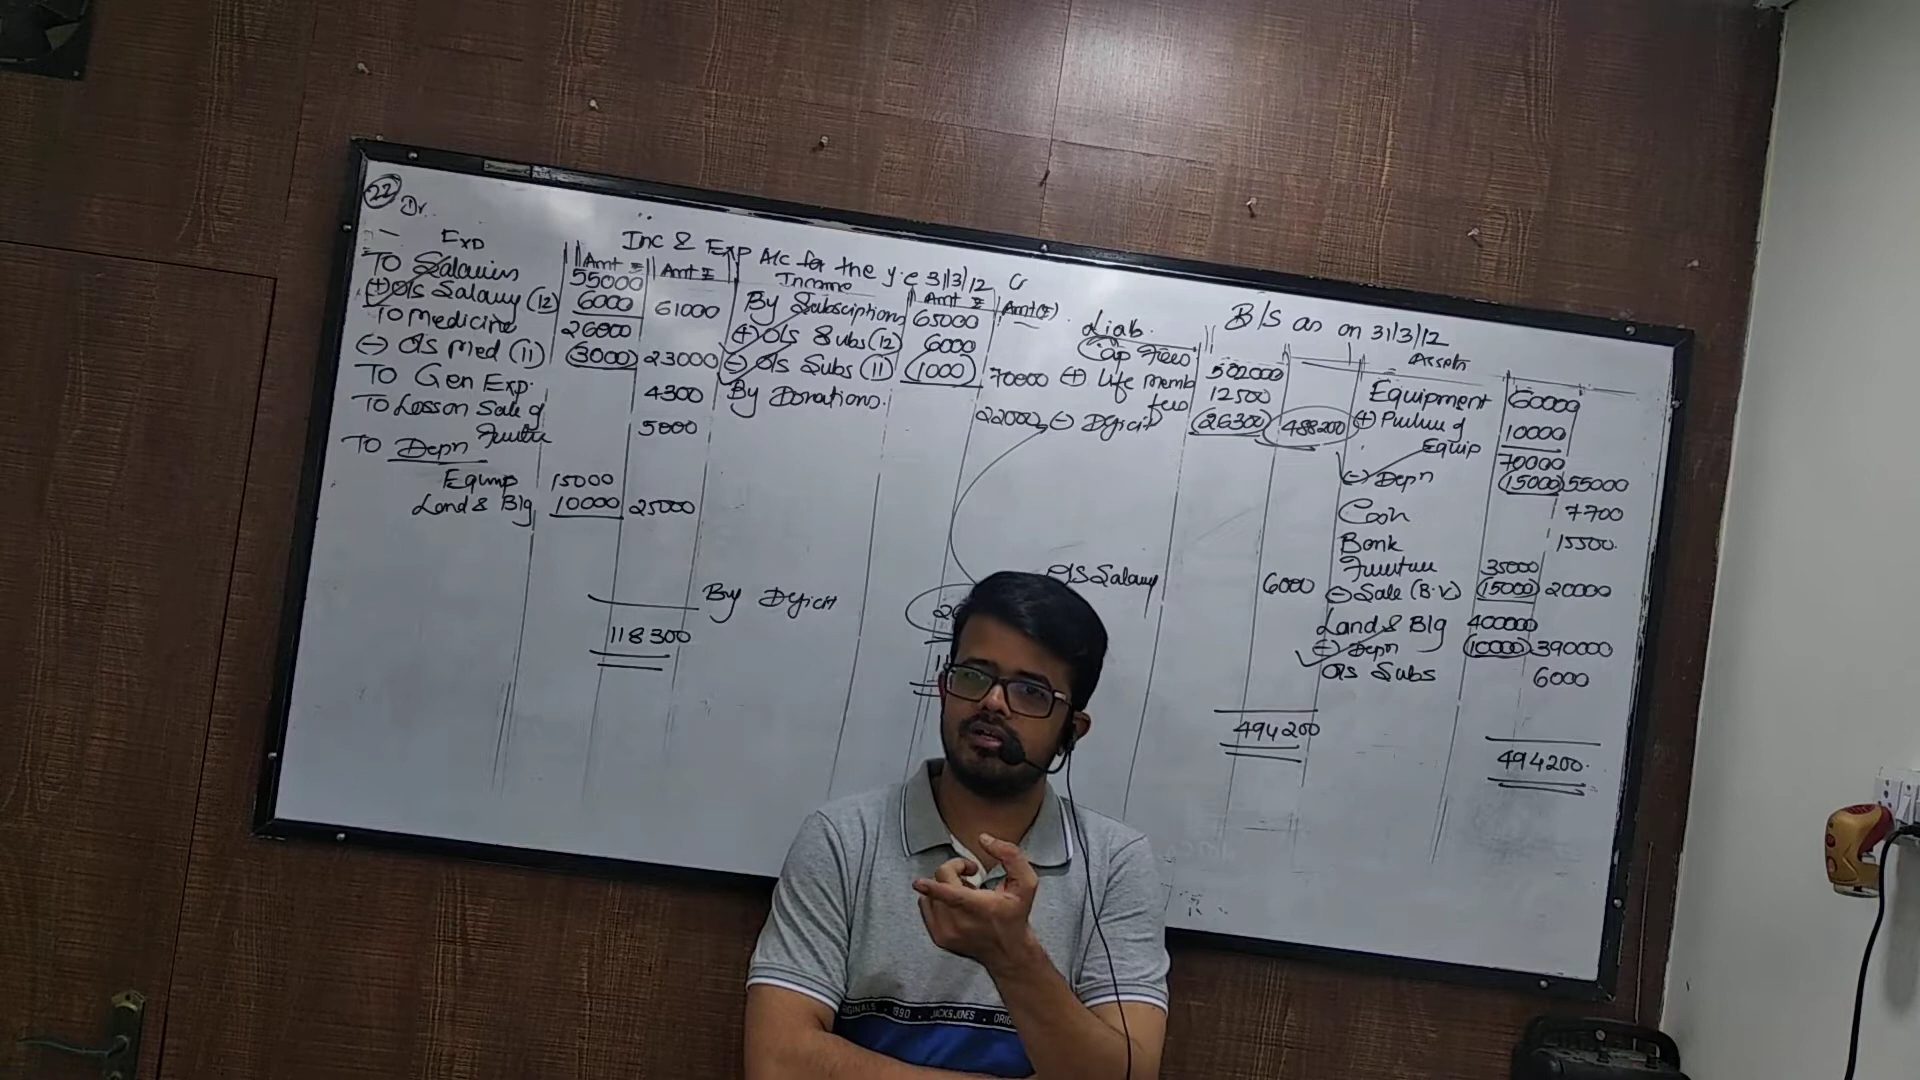 22 Dr.
Inc & Exp A/c for the y.e 31/3/12 Cr
Exp Amt ₹ Amt ₹ Income Amt ₹ Amt(₹)
To Salaries 55000
(+) O/S Salary (12) 6000 61000
To Medicine 26000
(-) O/S Med (11) (3000) 23000
To Gen Exp. 4300
To Loss on Sale of
Furniture 5000
To Depn
Equip 15000
Land & Blg 10000 25000
118300
By Subscriptions 65000
(+) O/S Subs (12) 6000
(-) O/S Subs (11) (1000) 70000
By Donations. 22000
By Deficit
B/S as on 31/3/12
Liab. Assets
Cap Fund 502000
(+) Life Memb 12500
fees
(-) Deficit (26300) 488200
O/S Salary 6000
494200
Equipment 60000
(+) Purchase of 10000
Equip 70000
(-) Depn (15000) 55000
Cash 7700
Bank 15500.
Furniture 35000
(-) Sale (B.V) (15000) 20000
Land & Blg 400000
(-) Depn (10000) 390000
O/S Subs 6000
494200.
1990 . JACK&JONES .